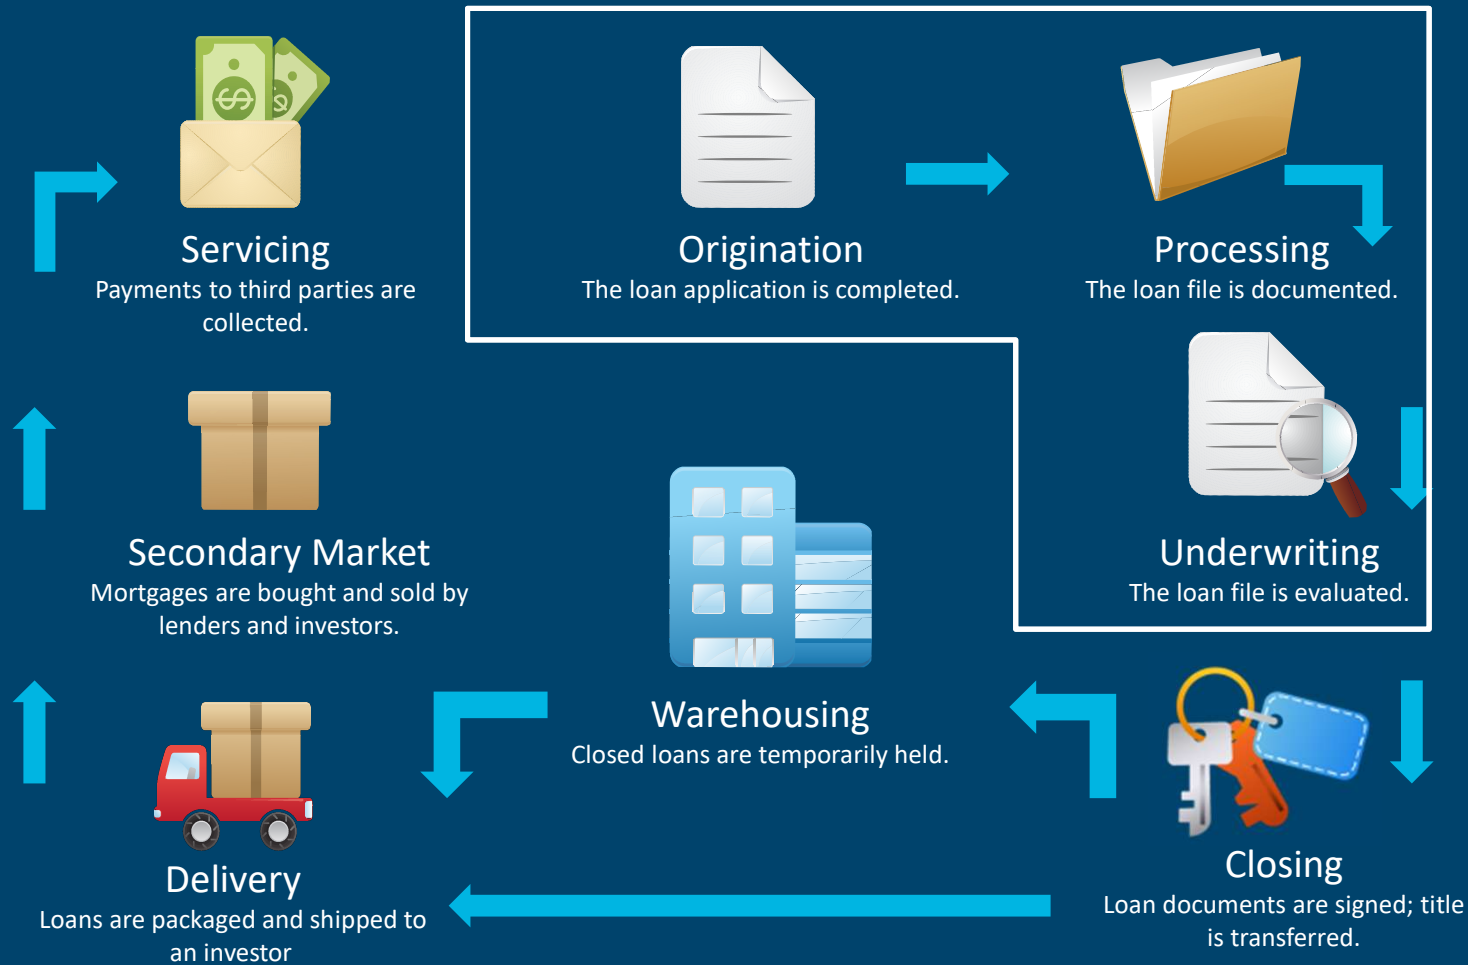 Servicing
Payments to third parties are
collected.
Origination
The loan application is completed.
Processing
The loan file is documented.
Secondary Market
Mortgages are bought and sold by
lenders and investors.
Underwriting
The loan file is evaluated.
Warehousing
Closed loans are temporarily held.
Delivery
Loans are packaged and shipped to
an investor
Closing
Loan documents are signed; title
is transferred.